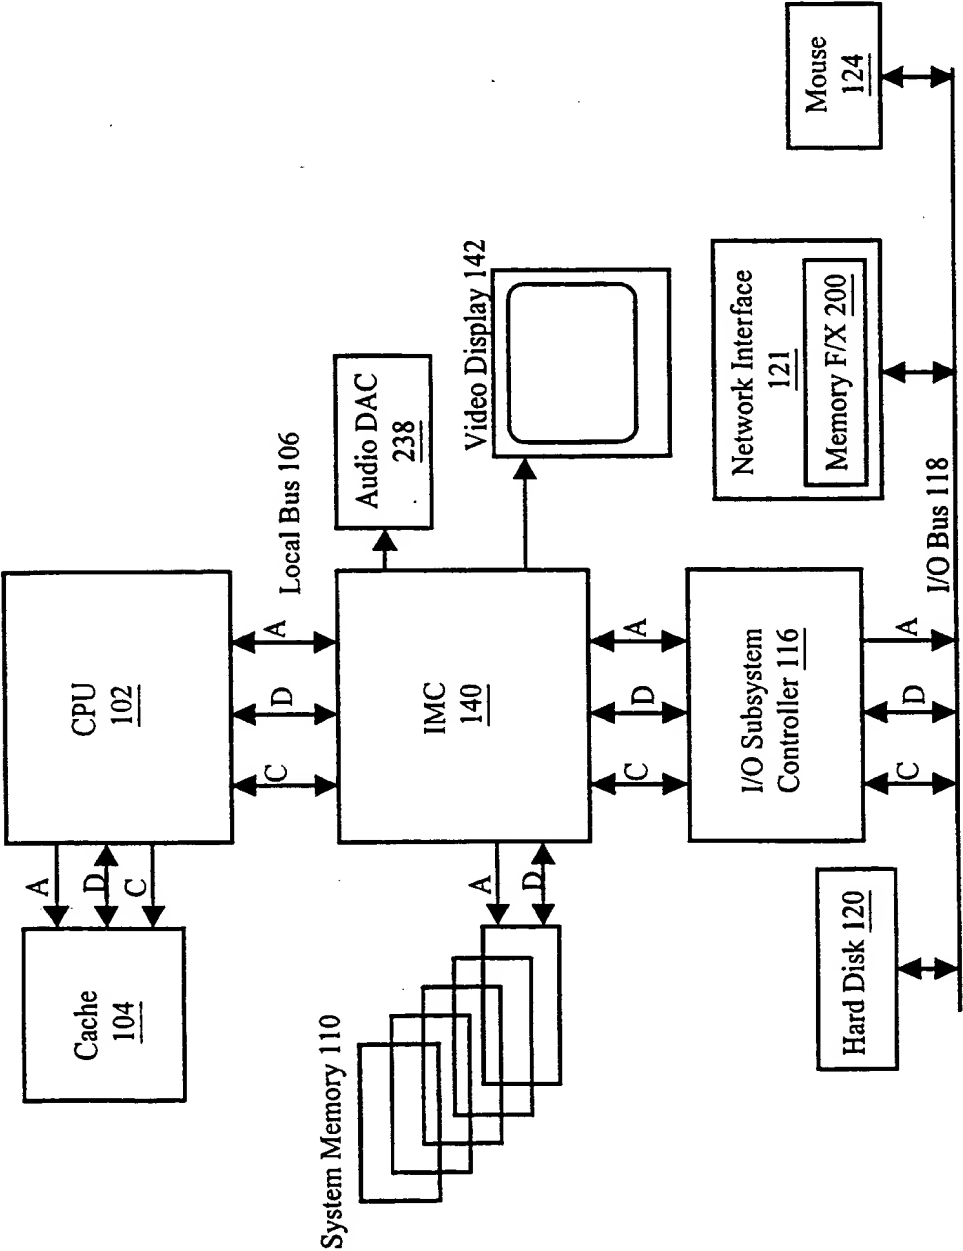 Cache
104
A
D
C
CPU
102
C
D
A
Local Bus 106
System Memory 110
A
D
IMC
140
Audio DAC
238
Video Display 142
C
D
A
I/O Subsystem
Controller 116
Network Interface
121
Memory F/X 200
Mouse
124
Hard Disk 120
C
D
A
I/O Bus 118